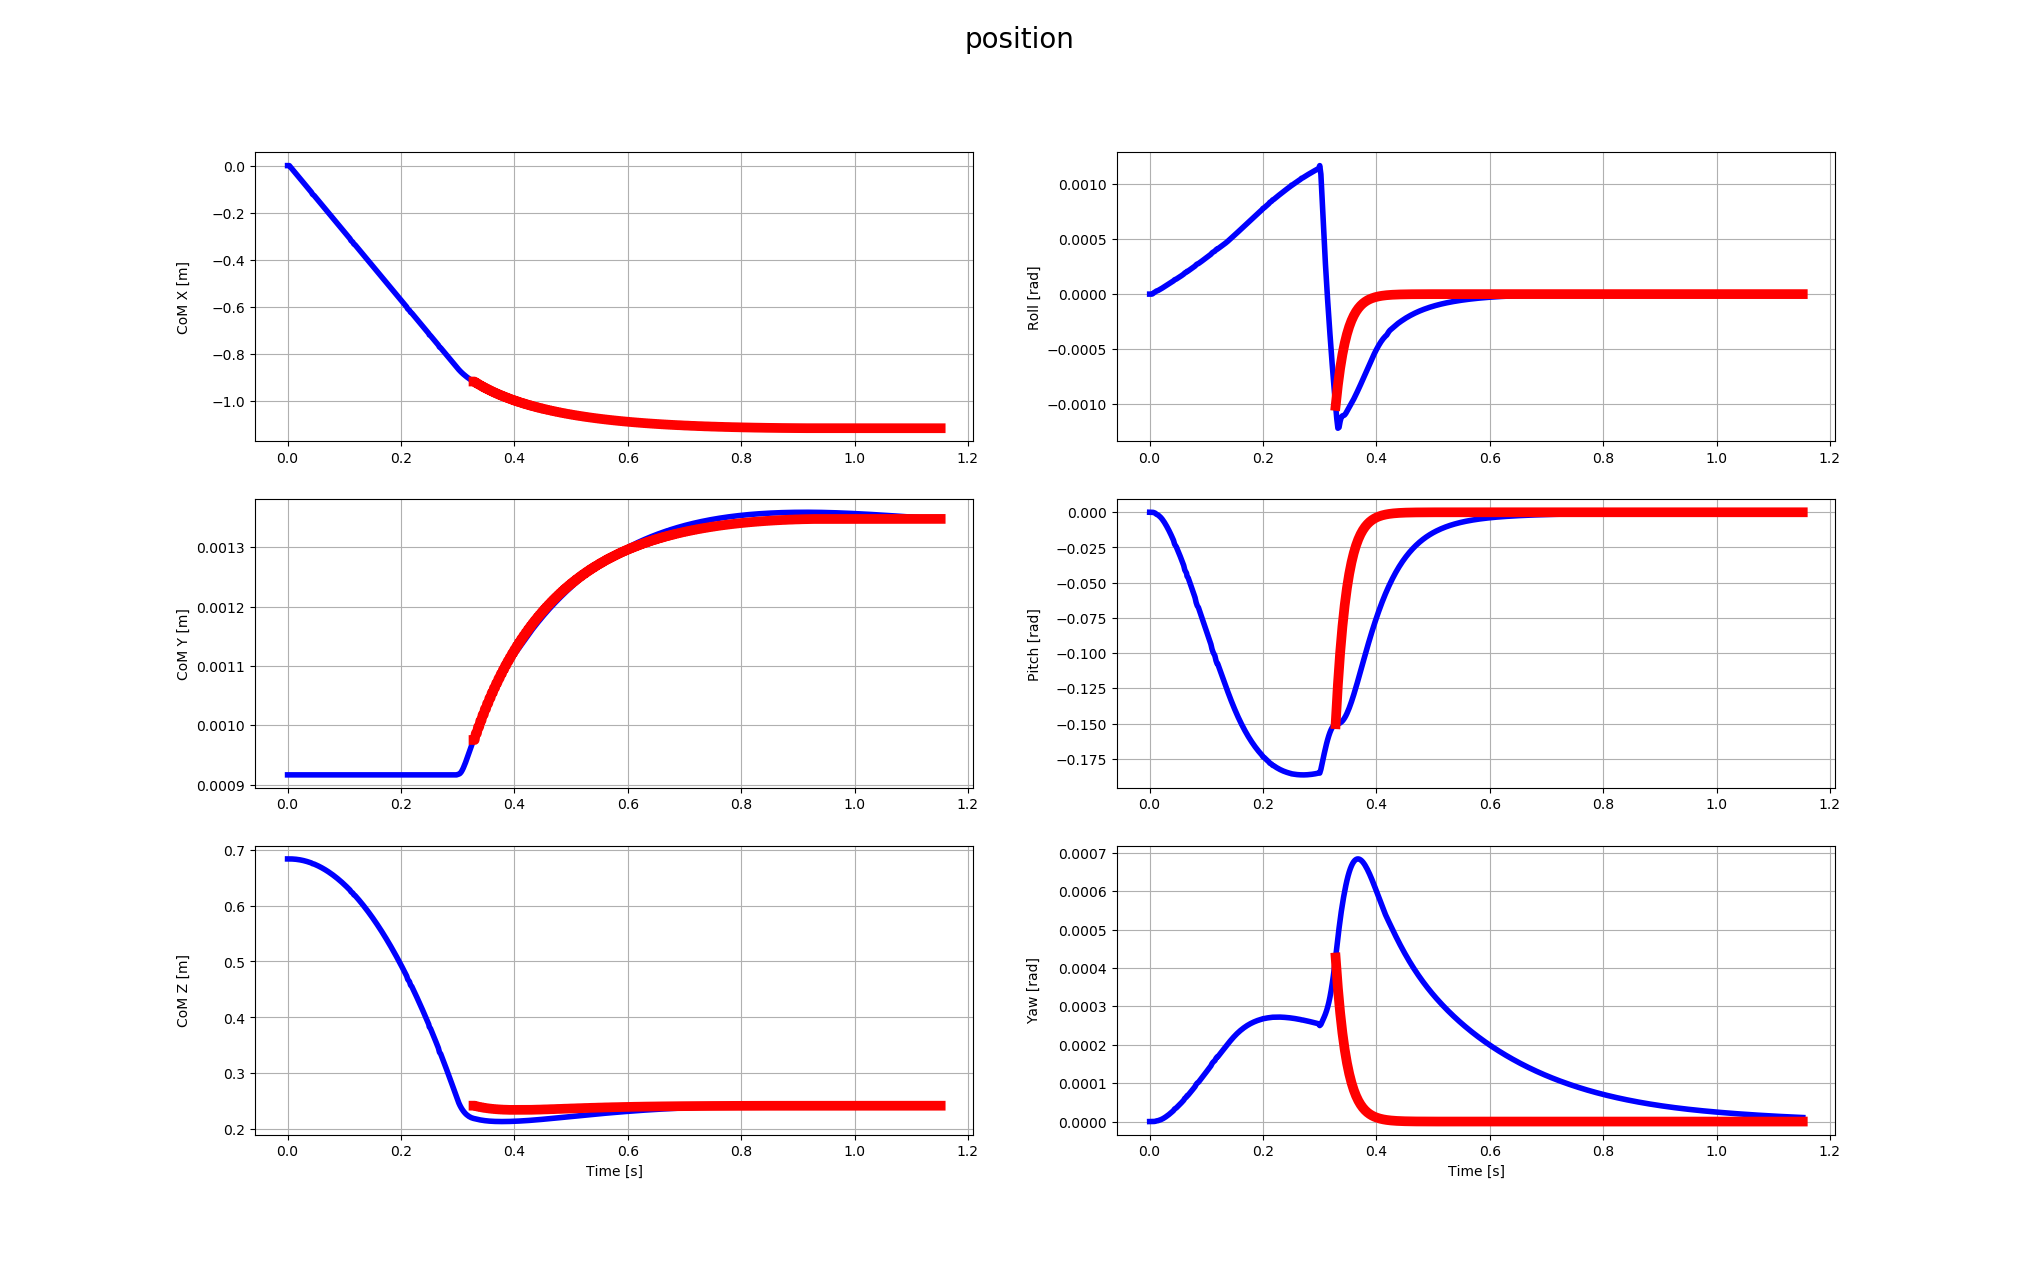 position
CoM X [m]
0.0
−0.2
−0.4
−0.6
−0.8
−1.0
0.0 0.2 0.4 0.6 0.8 1.0 1.2
Roll [rad]
0.0010
0.0005
0.0000
−0.0005
−0.0010
0.0 0.2 0.4 0.6 0.8 1.0 1.2
CoM Y [m]
0.0013
0.0012
0.0011
0.0010
0.0009
0.0 0.2 0.4 0.6 0.8 1.0 1.2
Pitch [rad]
0.000
−0.025
−0.050
−0.075
−0.100
−0.125
−0.150
−0.175
0.0 0.2 0.4 0.6 0.8 1.0 1.2
CoM Z [m]
0.7
0.6
0.5
0.4
0.3
0.2
0.0 0.2 0.4 0.6 0.8 1.0 1.2
Time [s]
Yaw [rad]
0.0007
0.0006
0.0005
0.0004
0.0003
0.0002
0.0001
0.0000
0.0 0.2 0.4 0.6 0.8 1.0 1.2
Time [s]